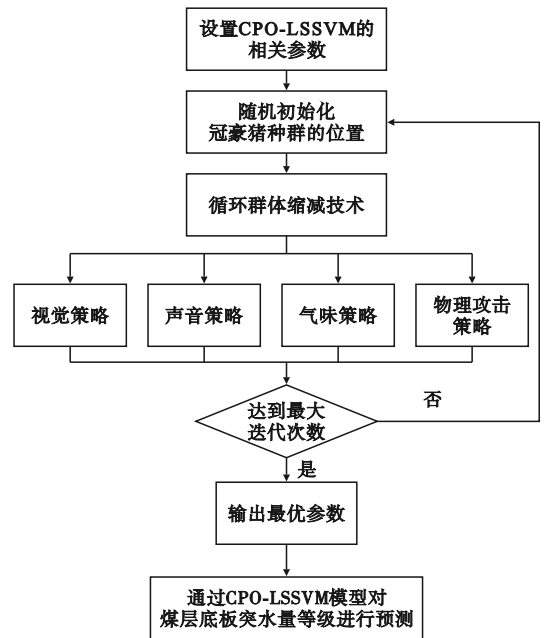 设置CPO-LSSVM的
相关参数
随机初始化
冠豪猪种群的位置
循环群体缩减技术
视觉策略
声音策略
气味策略
物理攻击
策略
达到最大
迭代次数
否
是
输出最优参数
通过CPO-LSSVM模型对
煤层底板突水量等级进行预测